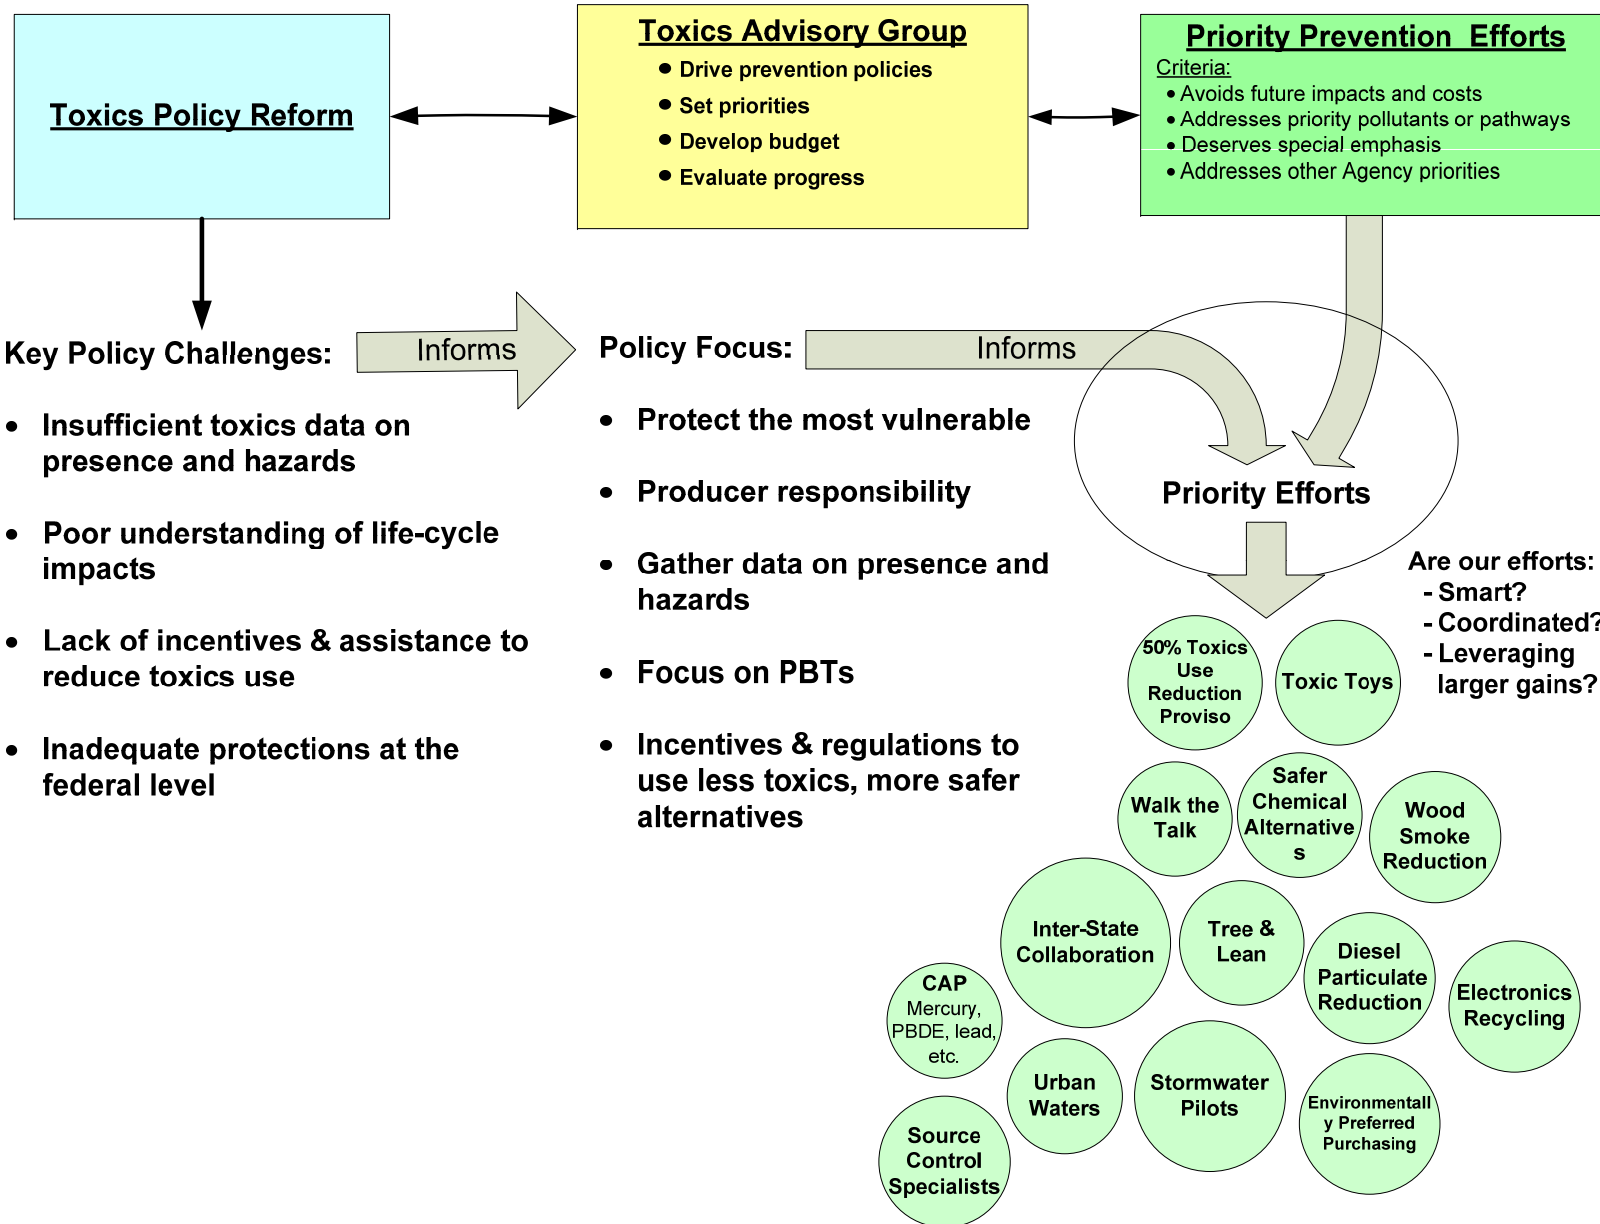 Toxics Policy Reform
Toxics Advisory Group
• Drive prevention policies
• Set priorities
• Develop budget
• Evaluate progress
Priority Prevention Efforts
Criteria:
• Avoids future impacts and costs
• Addresses priority pollutants or pathways
• Deserves special emphasis
• Addresses other Agency priorities
Key Policy Challenges:
Informs
• Insufficient toxics data on
presence and hazards
• Poor understanding of life-cycle
impacts
• Lack of incentives & assistance to
reduce toxics use
• Inadequate protections at the
federal level
Policy Focus:
Informs
• Protect the most vulnerable
• Producer responsibility
• Gather data on presence and
hazards
• Focus on PBTs
• Incentives & regulations to
use less toxics, more safer
alternatives
Priority Efforts
Are our efforts:
- Smart?
- Coordinated?
- Leveraging
larger gains?
50% Toxics
Use
Reduction
Proviso
Toxic Toys
Walk the
Talk
Safer
Chemical
Alternative
s
Wood
Smoke
Reduction
Inter-State
Collaboration
Tree &
Lean
Diesel
Particulate
Reduction
Electronics
Recycling
CAP
Mercury,
PBDE, lead,
etc.
Urban
Waters
Stormwater
Pilots
Environmentall
y Preferred
Purchasing
Source
Control
Specialists